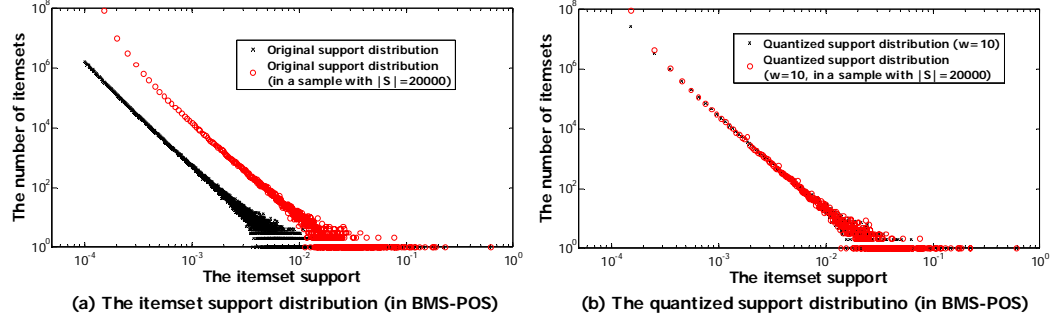 The number of itemsets
10^6
10^4
10^2
10^0
× Original support distribution
○ Original support distribution
(in a sample with |S|=20000)
10^-4
10^-3
10^-2
10^-1
10^0
The itemset support
(a) The itemset support distribution (in BMS-POS)
The number of itemsets
10^8
10^6
10^4
10^2
10^0
× Quantized support distribution (w=10)
○ Quantized support distribution
(w=10, in a sample with |S|=20000)
10^-4
10^-3
10^-2
10^-1
10^0
The itemset support
(b) The quantized support distributino (in BMS-POS)